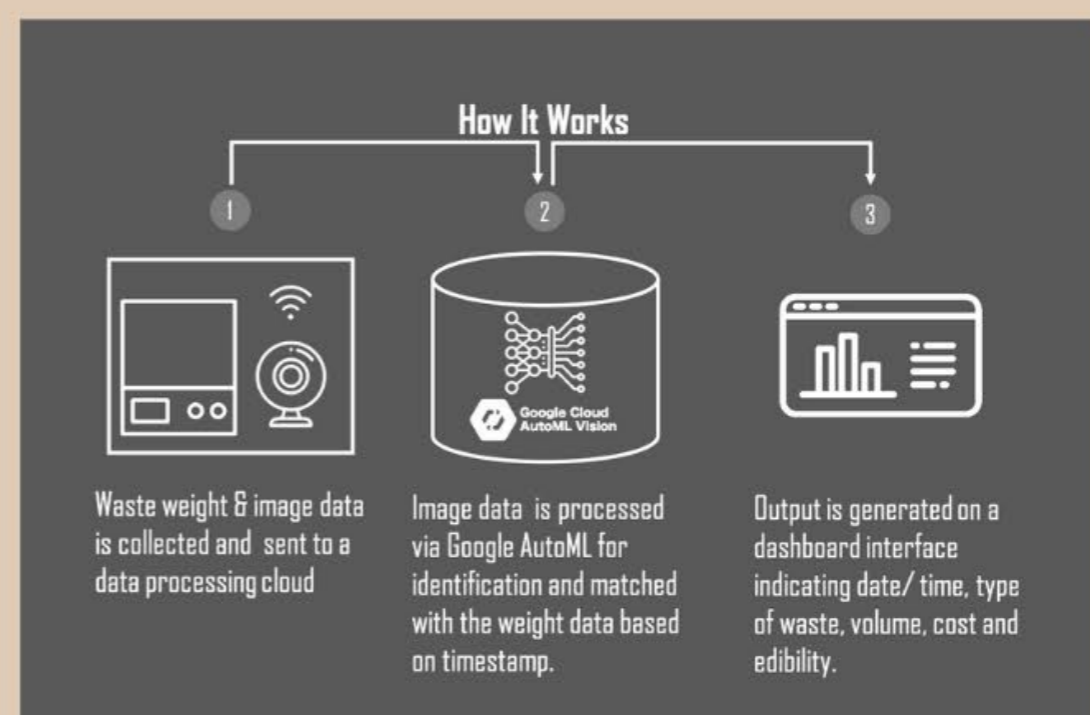 How It Works
1
2
3
Google Cloud
AutoML Vision
Waste weight & image data
is collected and sent to a
data processing cloud
Image data is processed
via Google AutoML for
identification and matched
with the weight data based
on timestamp.
Output is generated on a
dashboard interface
indicating date/ time, type
of waste, volume, cost and
edibility.